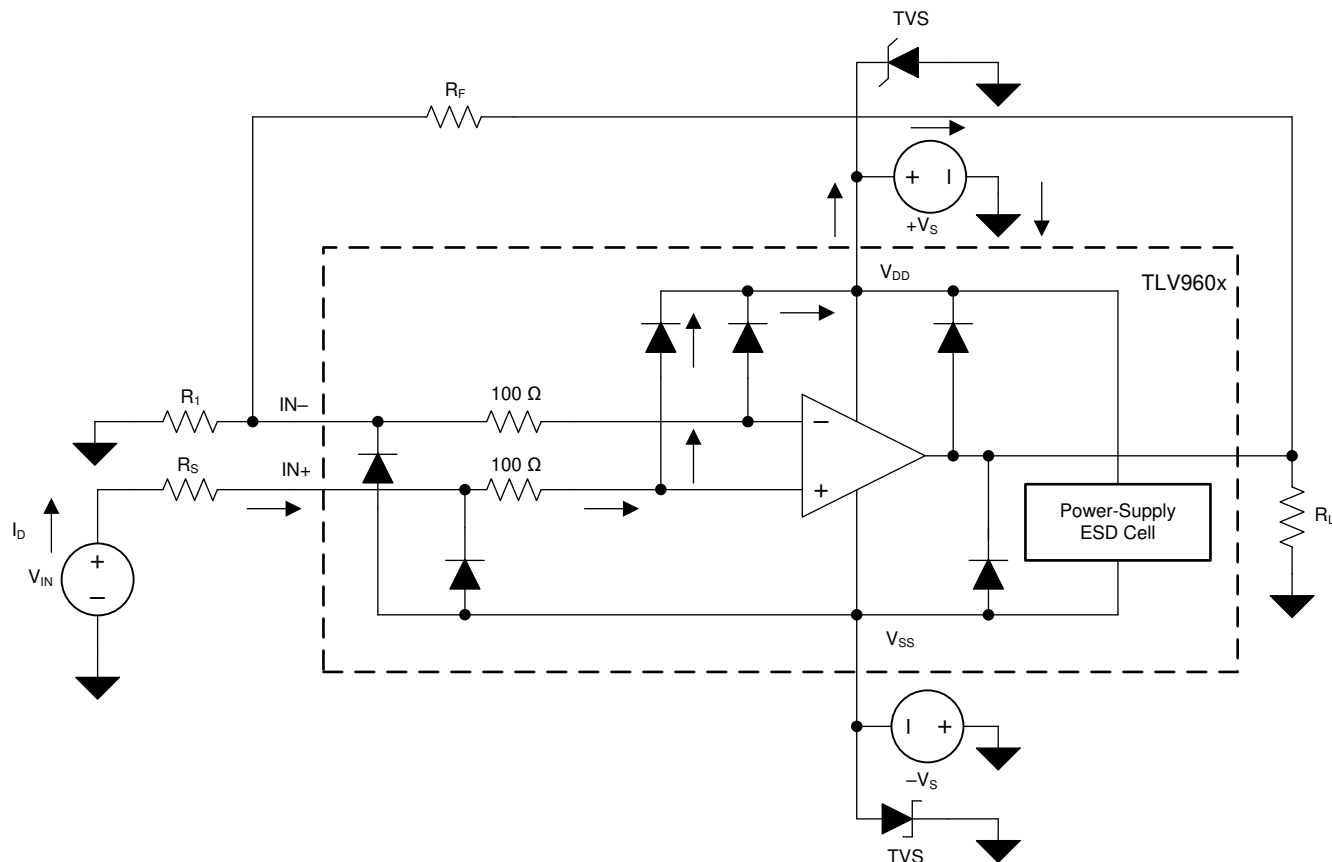 TVS
R_F
+ –
+V_S
V_DD
TLV960x
R_1
IN–
100 Ω
–
R_S
IN+
100 Ω
+
I_D
V_IN
+
–
Power-Supply
ESD Cell
R_L
V_SS
– +
–V_S
TVS